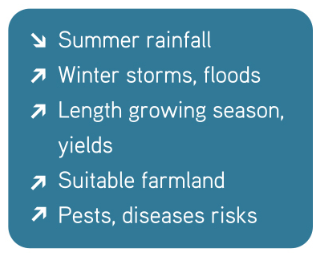 ↘ Summer rainfall
↗ Winter storms, floods
↗ Length growing season,
yields
↗ Suitable farmland
↗ Pests, diseases risks